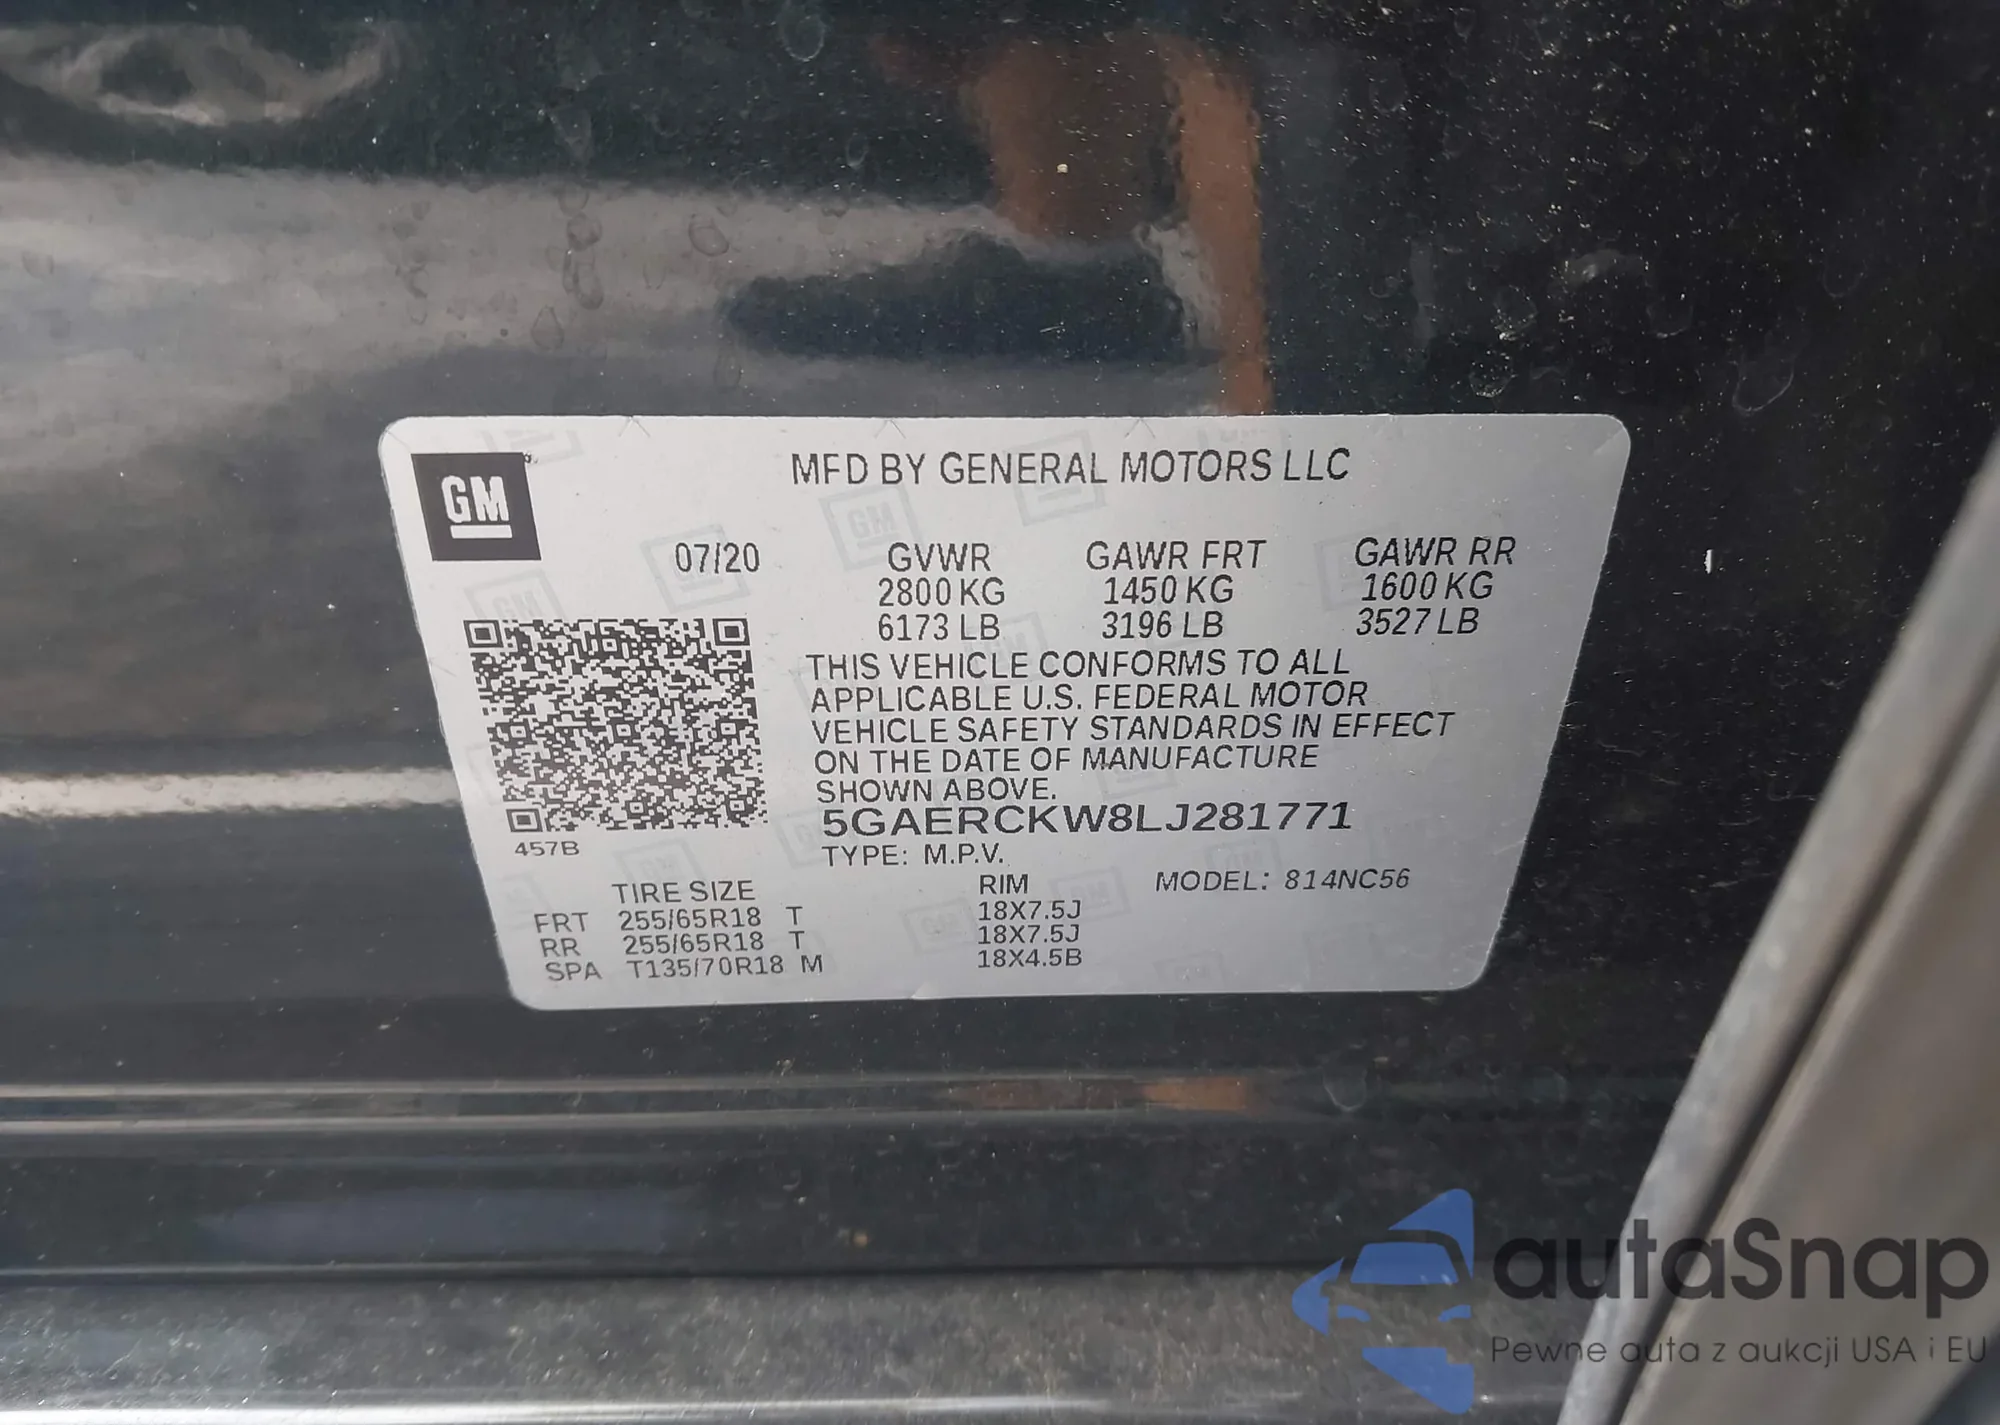 GM
MFD BY GENERAL MOTORS LLC
07/20 GVWR GAWR FRT GAWR RR
2800 KG 1450 KG 1600 KG
6173 LB 3196 LB 3527 LB
THIS VEHICLE CONFORMS TO ALL
APPLICABLE U.S. FEDERAL MOTOR
VEHICLE SAFETY STANDARDS IN EFFECT
ON THE DATE OF MANUFACTURE
SHOWN ABOVE.
5GAERCKW8LJ281771
457B
TYPE: M.P.V.
TIRE SIZE RIM MODEL: 814NC56
FRT 255/65R18 T 18X7.5J
RR 255/65R18 T 18X7.5J
SPA T135/70R18 M 18X4.5B
autaSnap
Pewne auta z aukcji USA i EU